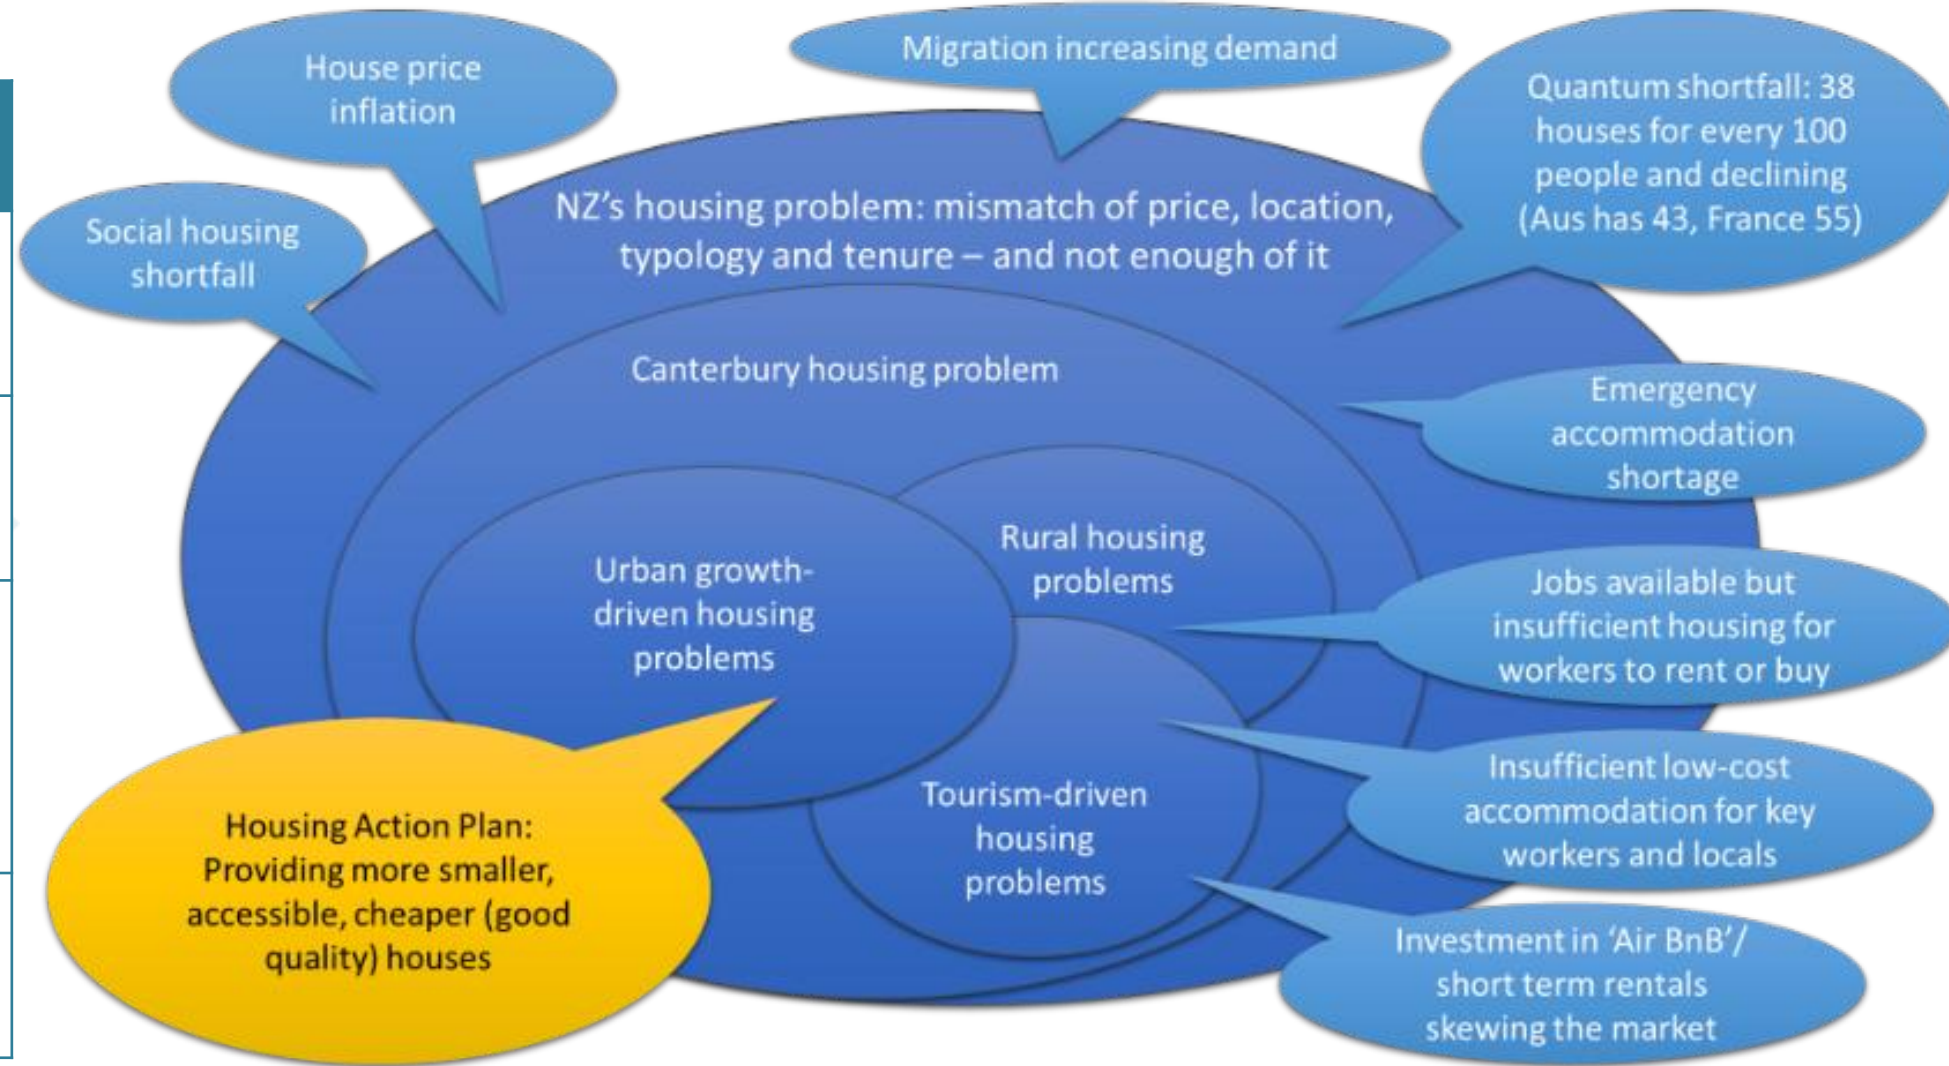 House price
inflation
Migration increasing demand
Quantum shortfall: 38
houses for every 100
people and declining
(Aus has 43, France 55)
Social housing
shortfall
NZ’s housing problem: mismatch of price, location,
typology and tenure – and not enough of it
Canterbury housing problem
Emergency
accommodation
shortage
Rural housing
problems
Urban growth-
driven housing
problems
Jobs available but
insufficient housing for
workers to rent or buy
Insufficient low-cost
accommodation for key
workers and locals
Tourism-driven
housing
problems
Housing Action Plan:
Providing more smaller,
accessible, cheaper (good
quality) houses
Investment in ‘Air BnB’/
short term rentals
skewing the market